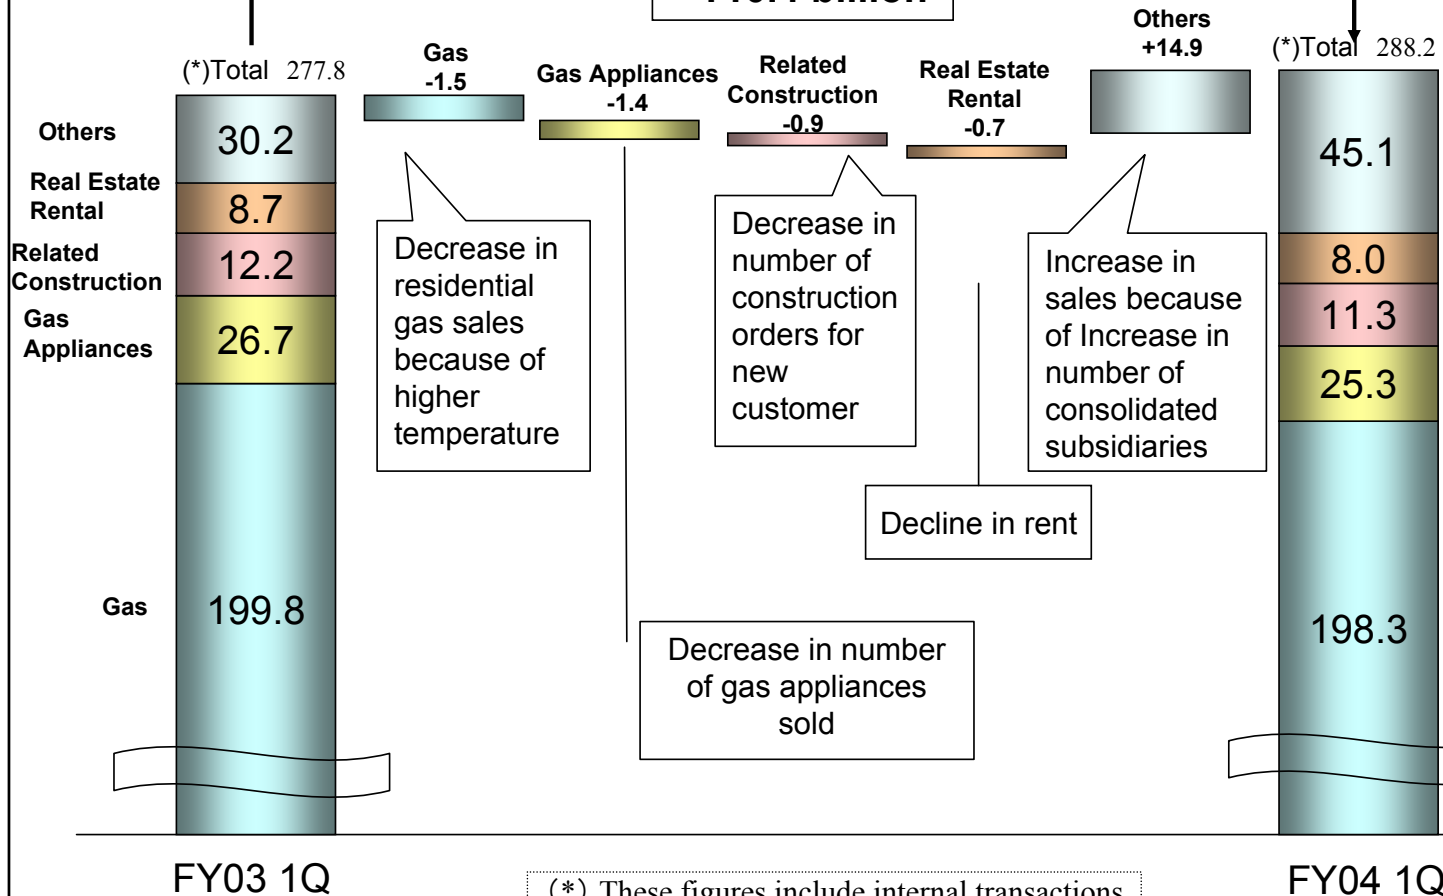 (*)Total 277.8
Gas
-1.5
Gas Appliances
-1.4
Related
Construction
-0.9
Real Estate
Rental
-0.7
Others
+14.9
(*)Total 288.2
Others
30.2
Real Estate
Rental
8.7
Related
Construction
12.2
Gas
Appliances
26.7
Gas
199.8
Decrease in
residential
gas sales
because of
higher
temperature
Decrease in
number of
construction
orders for
new
customer
Increase in
sales because
of Increase in
number of
consolidated
subsidiaries
Decline in rent
Decrease in number
of gas appliances
sold
45.1
8.0
11.3
25.3
198.3
FY03 1Q
(*) These figures include internal transactions
FY04 1Q